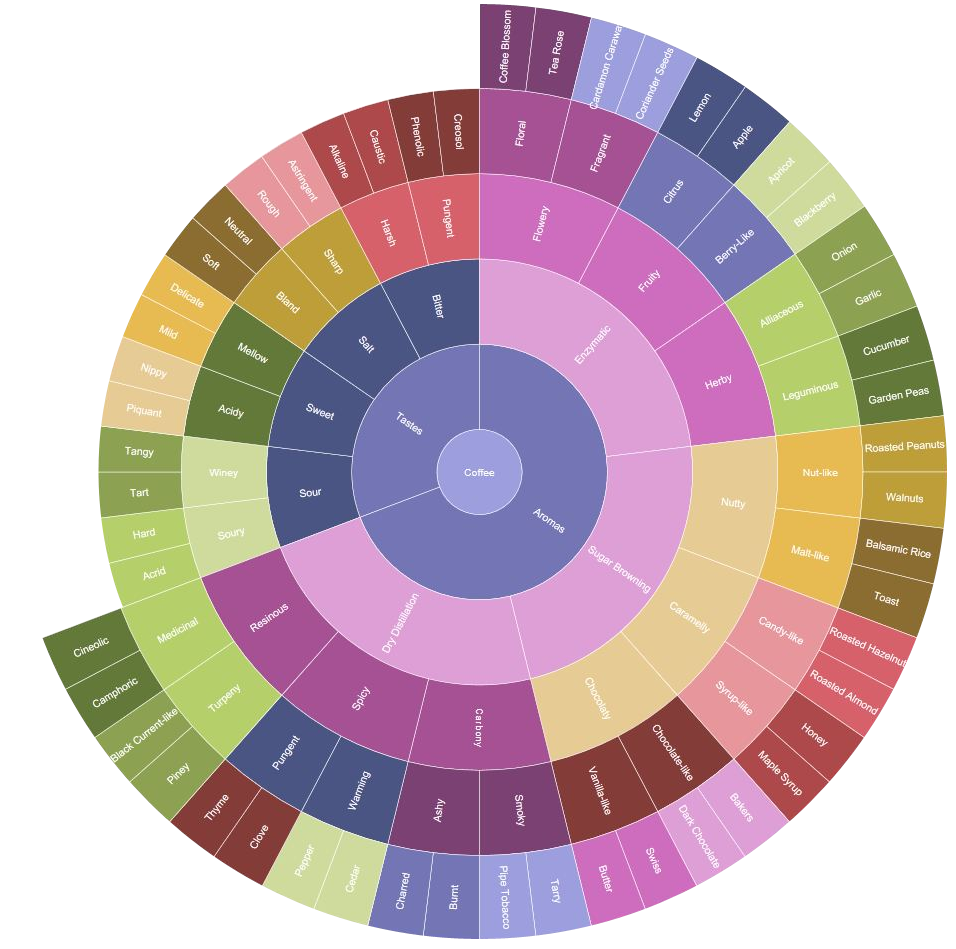 Coffee
Aromas
Tastes
Enzymatic
Sugar Browning
Dry Distillation
Sour
Sweet
Salt
Bitter
Flowery
Fruity
Herby
Nutty
Caramelly
Chocolaty
Carbony
Spicy
Resinous
Soury
Winey
Acidy
Mellow
Bland
Sharp
Harsh
Pungent
Floral
Fragrant
Citrus
Berry-Like
Alliaceous
Leguminous
Nut-like
Malt-like
Candy-like
Syrup-like
Chocolate-like
Vanilla-like
Smoky
Ashy
Warming
Pungent
Turpeny
Medicinal
Acrid
Hard
Tart
Tangy
Piquant
Nippy
Mild
Delicate
Soft
Neutral
Rough
Astringent
Alkaline
Caustic
Phenolic
Creosol
Coffee Blossom
Tea Rose
Cardamon Carawa
Coriander Seeds
Lemon
Apple
Apricot
Blackberry
Onion
Garlic
Cucumber
Garden Peas
Roasted Peanuts
Walnuts
Balsamic Rice
Toast
Roasted Hazelnut
Roasted Almond
Honey
Maple Syrup
Bakers
Dark Chocolate
Swiss
Butter
Tarry
Pipe Tobacco
Burnt
Charred
Cedar
Pepper
Clove
Thyme
Piney
Black Current-like
Camphoric
Cineolic